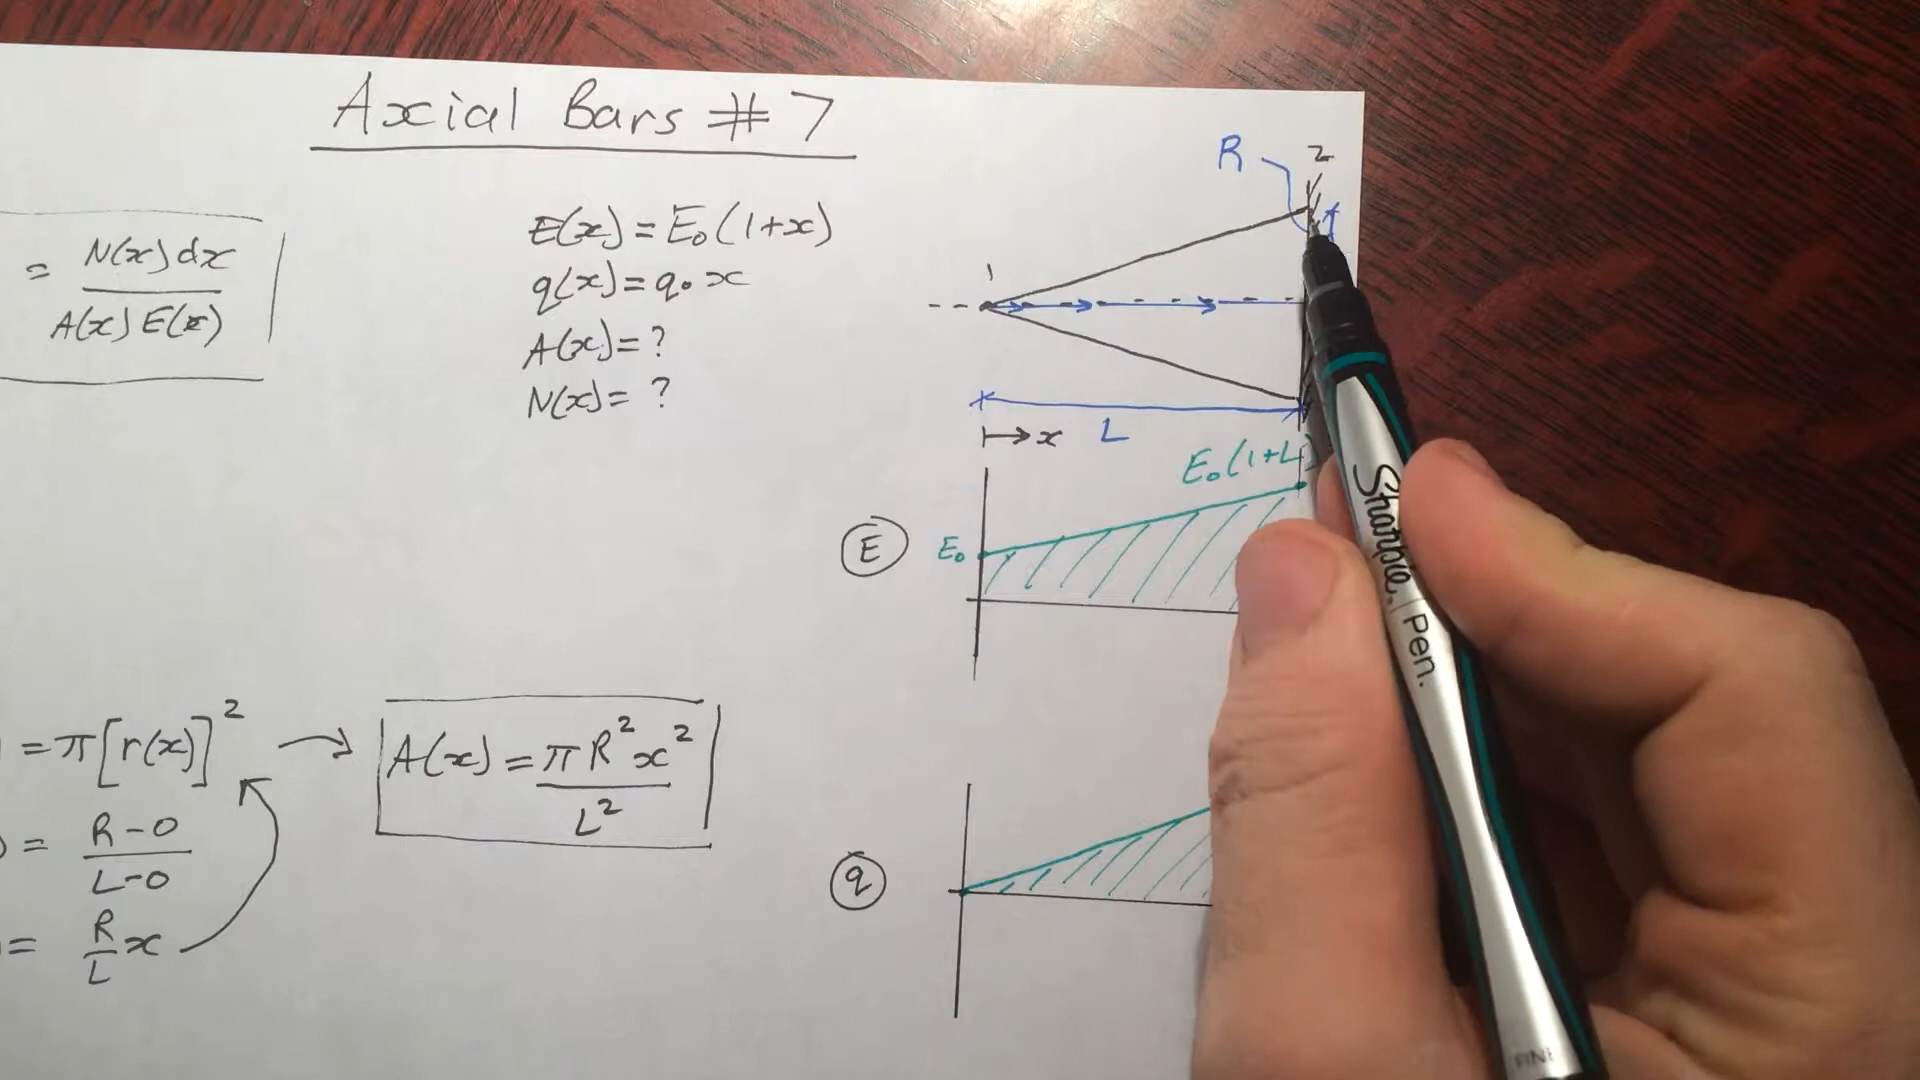 Axial Bars #7
= N(x)dx / A(x)E(x)
E(x)=E₀(1+x)
q(x)=q₀x
A(x)=?
N(x)=?
R
2
1
L
x
E₀(1+L)
E
E₀
=π[r(x)]²
A(x)=πR²x²/L²
= R-0 / L-0
= R/L x
q
Sharpie. Pen.
FINE